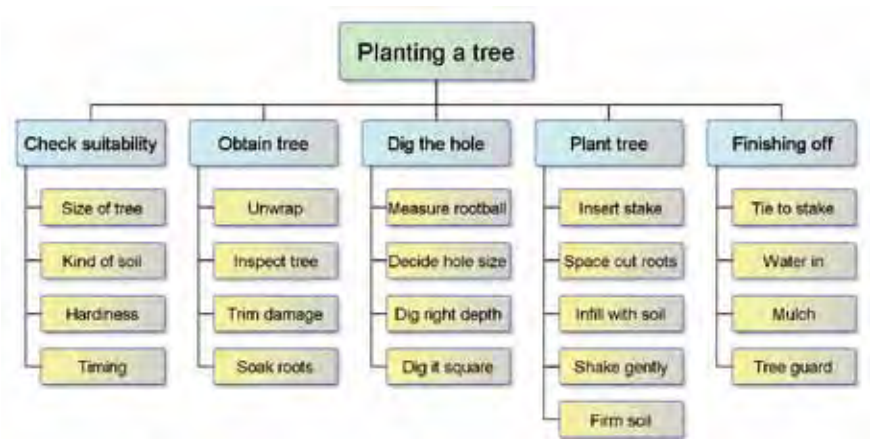 Planting a tree
Check suitability
Size of tree
Kind of soil
Hardiness
Timing
Obtain tree
Unwrap
Inspect tree
Trim damage
Soak roots
Dig the hole
Measure rootball
Decide hole size
Dig right depth
Dig it square
Plant tree
Insert stake
Space out roots
Infill with soil
Shake gently
Firm soil
Finishing off
Tie to stake
Water in
Mulch
Tree guard